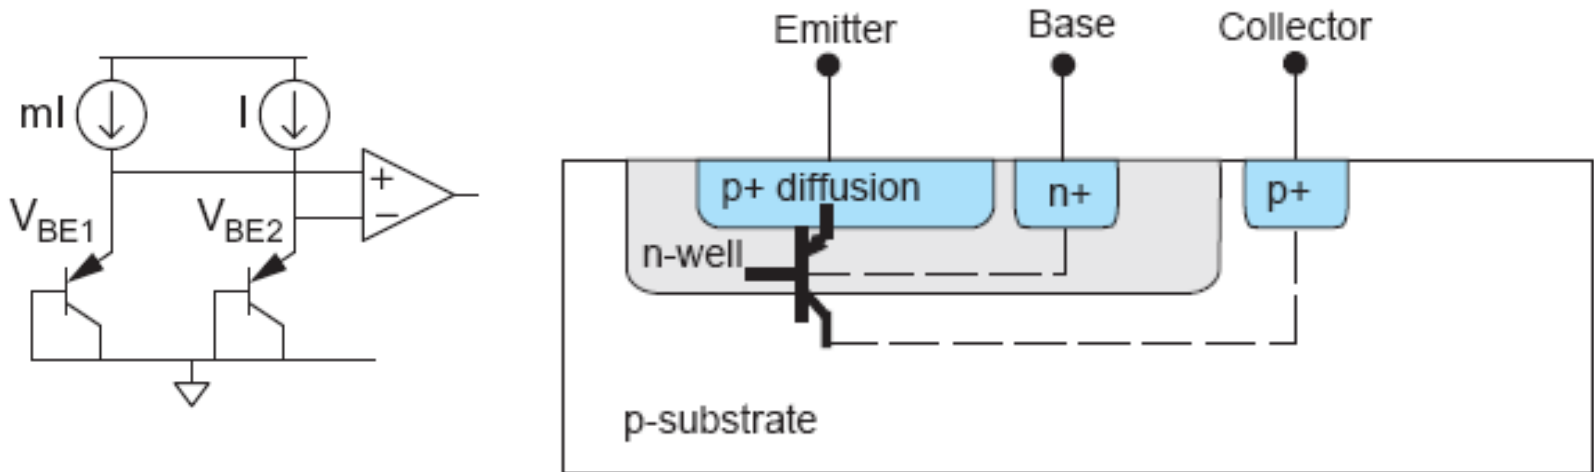 mI
I
+
−
V_BE1
V_BE2
Emitter
Base
Collector
p+ diffusion
n+
p+
n-well
p-substrate